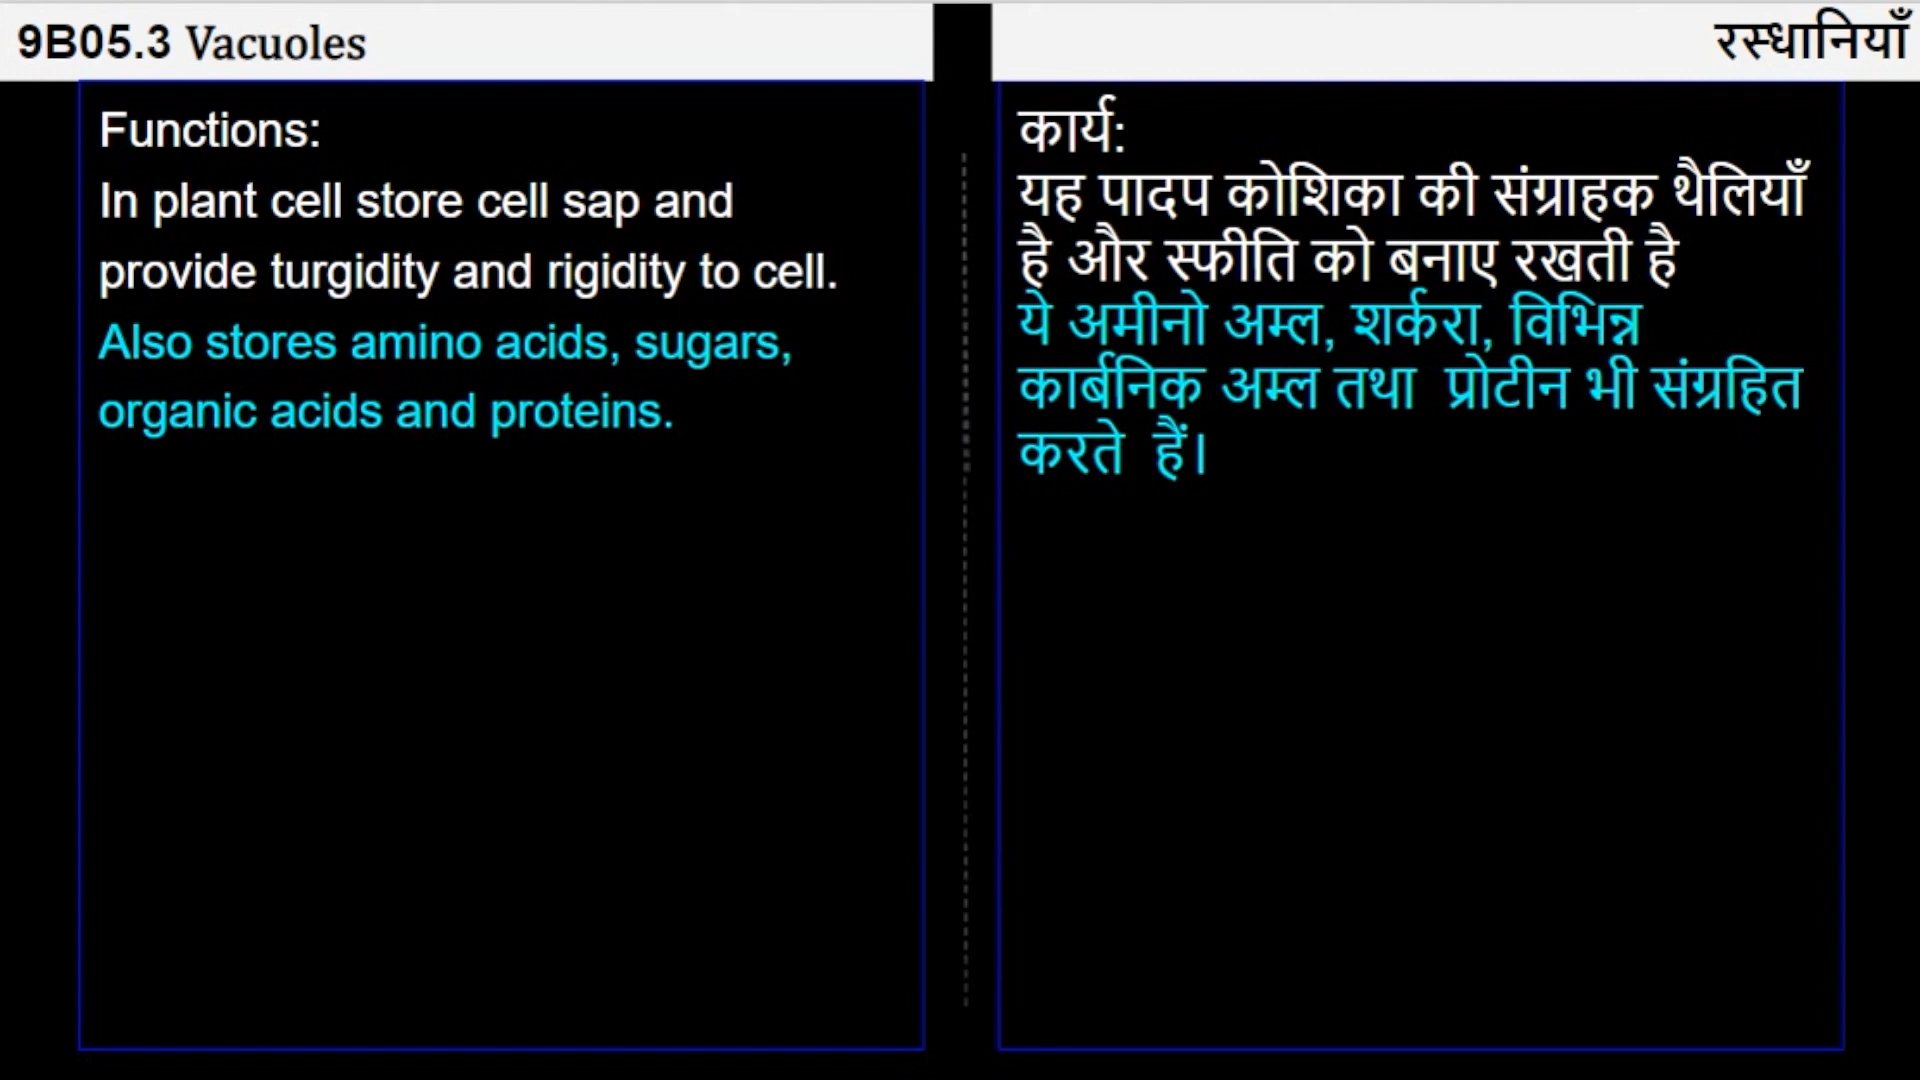 9B05.3 Vacuoles
रस्धानियाँ
Functions:
In plant cell store cell sap and
provide turgidity and rigidity to cell.
Also stores amino acids, sugars,
organic acids and proteins.
कार्य:
यह पादप कोशिका की संग्राहक थैलियाँ
है और स्फीति को बनाए रखती है
ये अमीनो अम्ल, शर्करा, विभिन्न
कार्बनिक अम्ल तथा प्रोटीन भी संग्रहित
करते हैं।